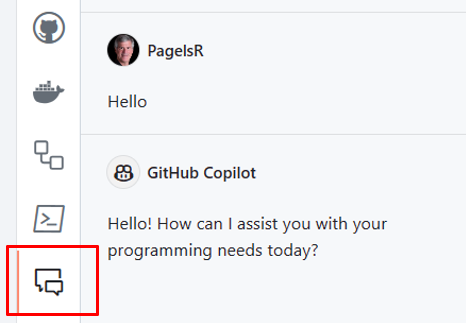 PagelsR
Hello
GitHub Copilot
Hello! How can I assist you with your
programming needs today?